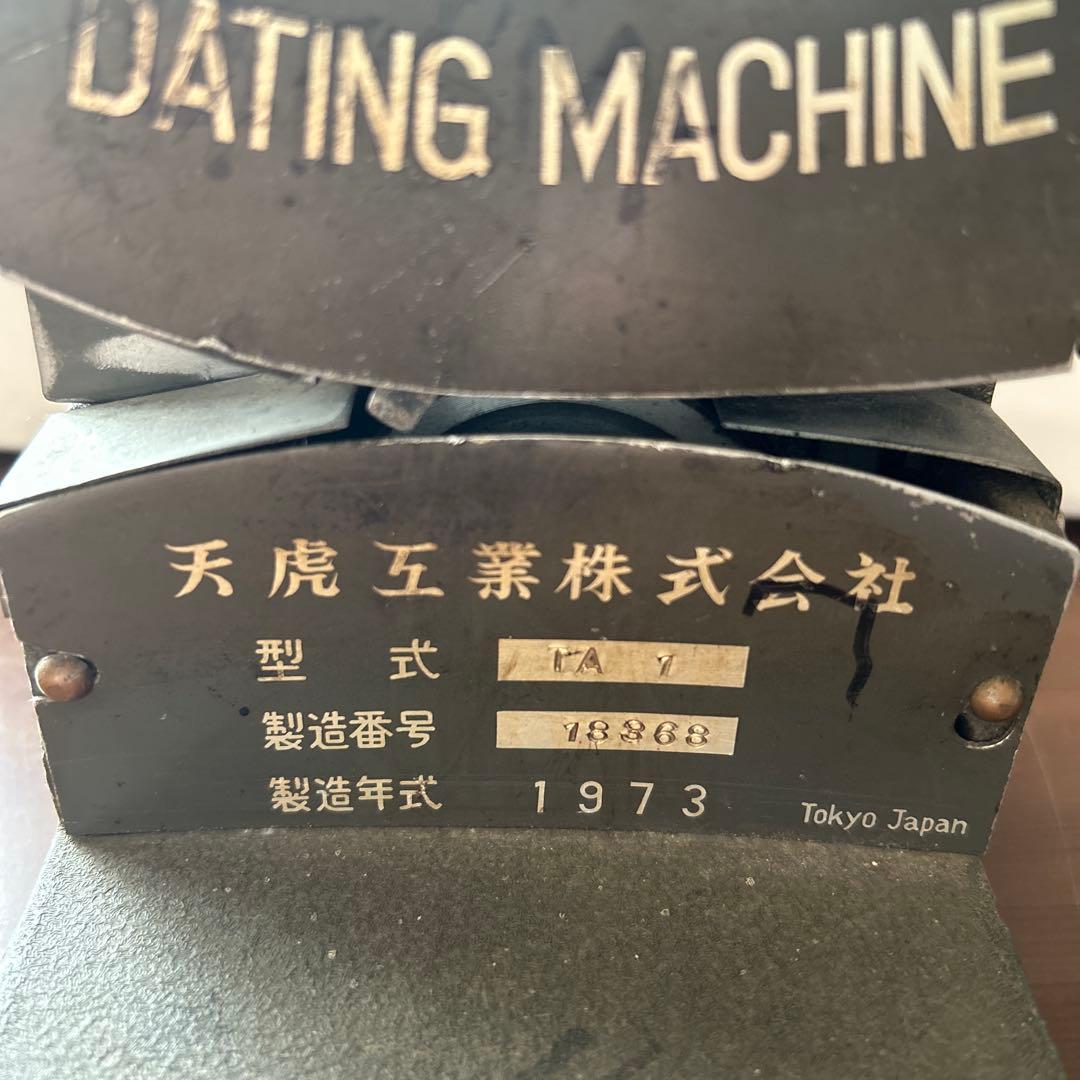 DATING MACHINE
天虎工業株式会社
型 式 TA 1
製造番号 18368
製造年式 1973
Tokyo Japan